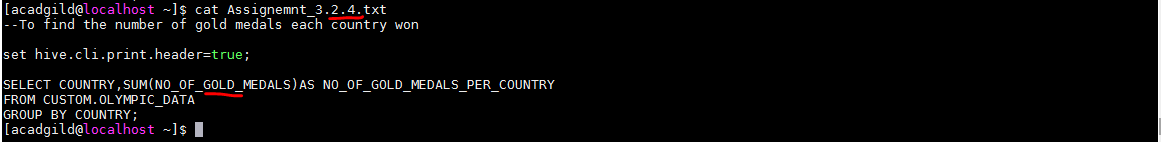 [acadgild@localhost ~]$ cat Assignemnt_3.2.4.txt
--To find the number of gold medals each country won
set hive.cli.print.header=true;
SELECT COUNTRY,SUM(NO_OF_GOLD_MEDALS)AS NO_OF_GOLD_MEDALS_PER_COUNTRY
FROM CUSTOM.OLYMPIC_DATA
GROUP BY COUNTRY;
[acadgild@localhost ~]$